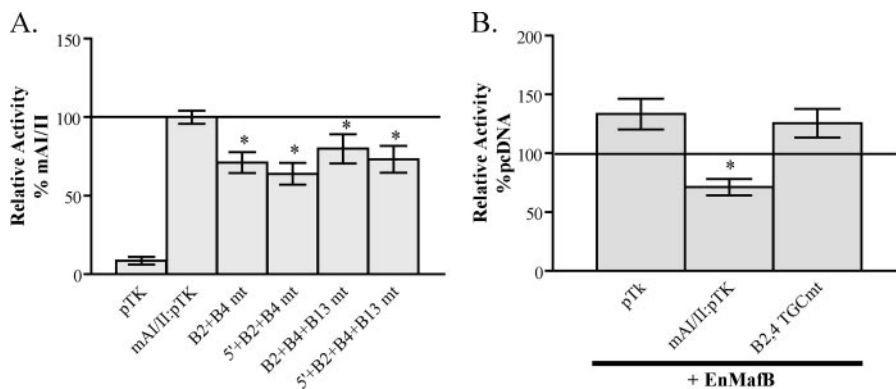 A.
Relative Activity
% mAI/II
150
100
50
0
pTK
mAI/II:pTK
B2+B4 mt
5'+B2+B4 mt
B2+B4+B13 mt
5'+B2+B4+B13 mt
*
*
*
*
B.
Relative Activity
%pcDNA
200
150
100
50
0
pTk
mAI/II:pTK
B2,4 TGCmt
*
+ EnMafB